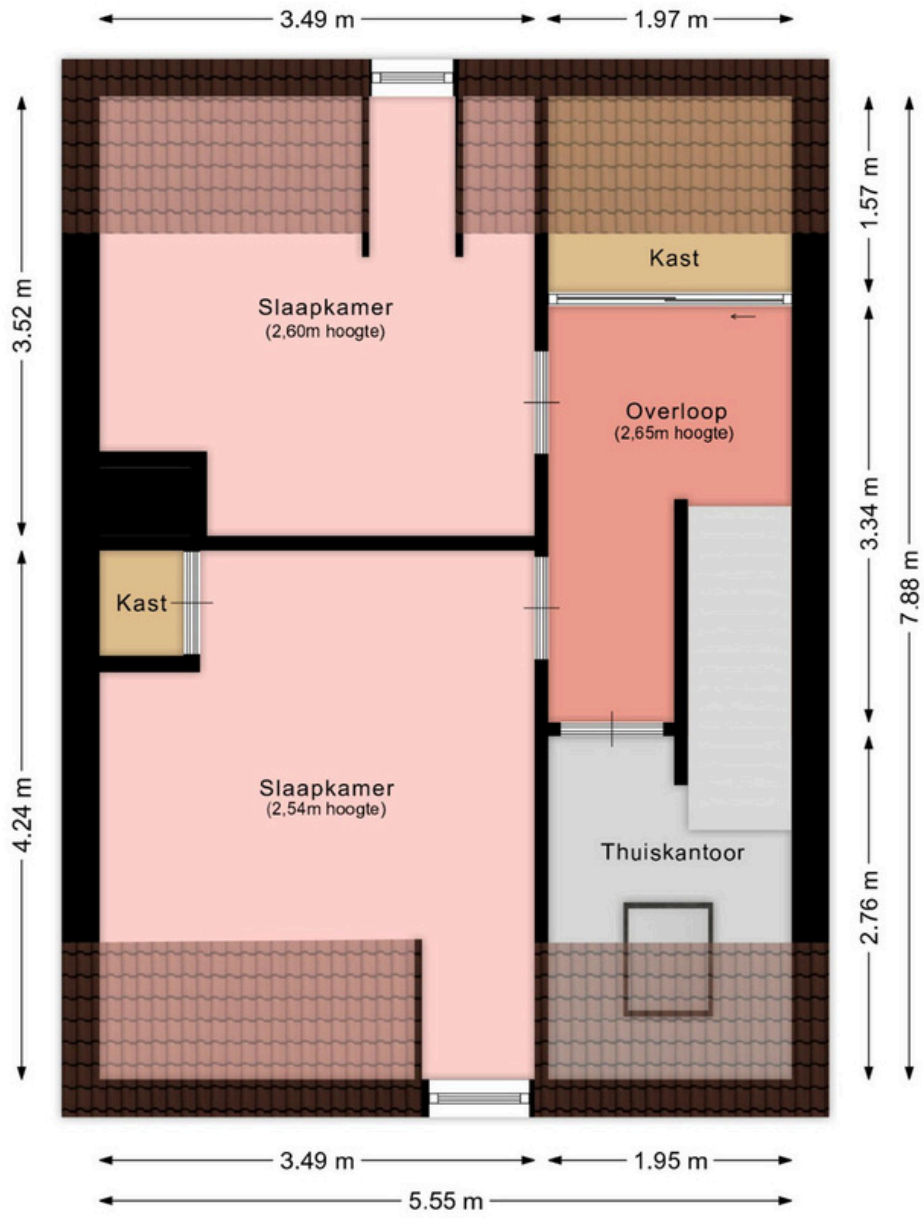 3.49 m
1.97 m
1.57 m
3.52 m
Kast
Slaapkamer
(2,60m hoogte)
Overloop
(2,65m hoogte)
3.34 m
7.88 m
Kast
4.24 m
Slaapkamer
(2,54m hoogte)
Thuiskantoor
2.76 m
3.49 m
1.95 m
5.55 m